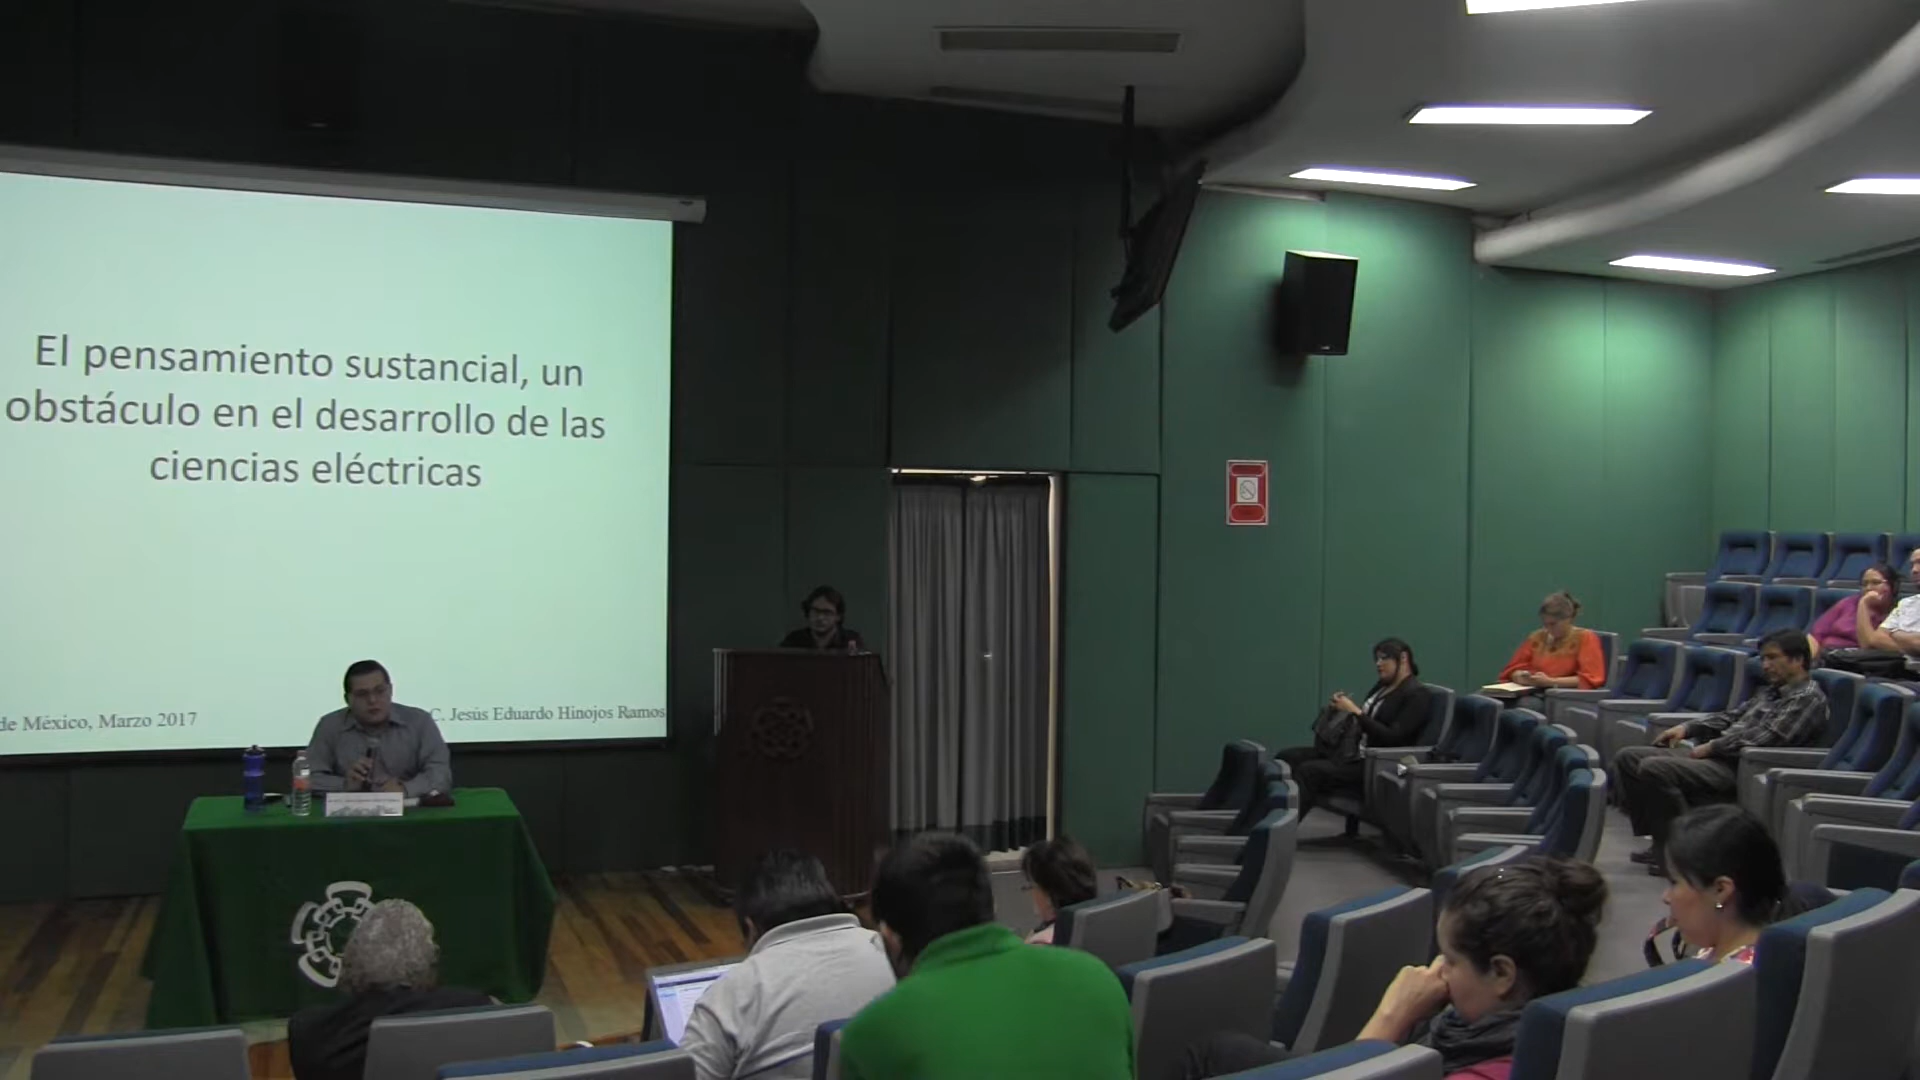 El pensamiento sustancial, un
obstáculo en el desarrollo de las
ciencias eléctricas
de México, Marzo 2017
C. Jesús Eduardo Hinojos Ramos